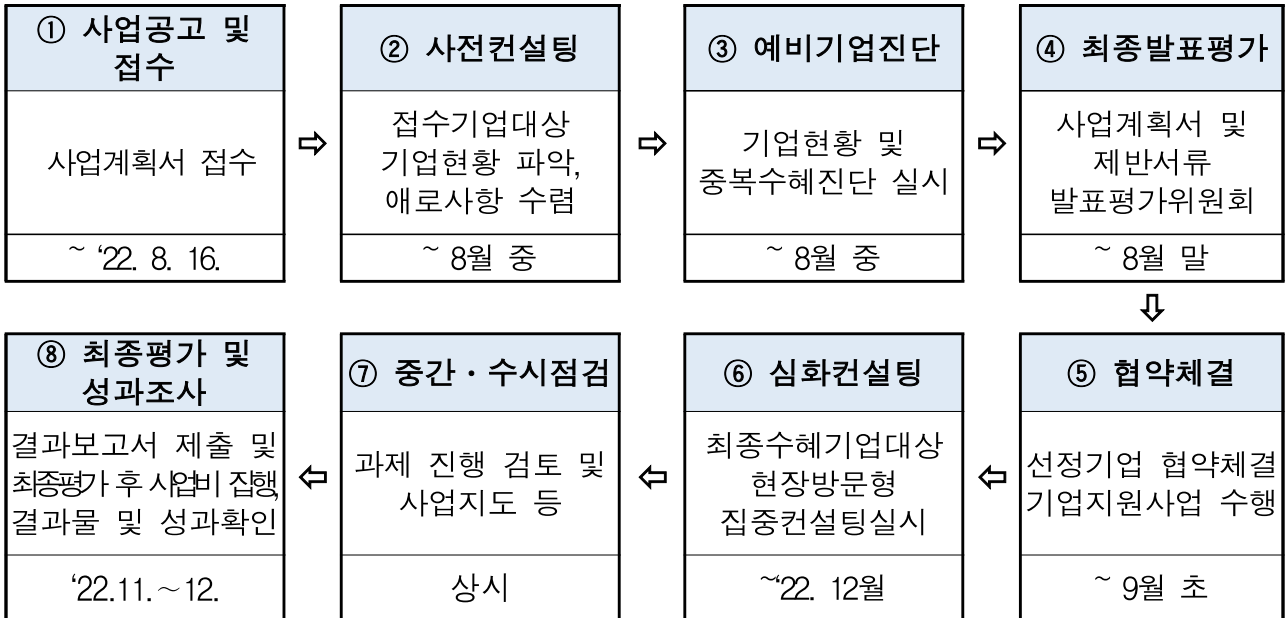 ① 사업공고 및
접수
사업계획서 접수
~ ‘22. 8. 16.
② 사전컨설팅
접수기업대상
기업현황 파악,
애로사항 수렴
~ 8월 중
③ 예비기업진단
기업현황 및
중복수혜진단 실시
~ 8월 중
④ 최종발표평가
사업계획서 및
제반서류
발표평가위원회
~ 8월 말
⑤ 협약체결
선정기업 협약체결
기업지원사업 수행
~ 9월 초
⑥ 심화컨설팅
최종수혜기업대상
현장방문형
집중컨설팅실시
~‘22. 12월
⑦ 중간・수시점검
과제 진행 검토 및
사업지도 등
상시
⑧ 최종평가 및
성과조사
결과보고서 제출 및
최종평가 후 사업비 집행,
결과물 및 성과확인
‘22.11.～12.